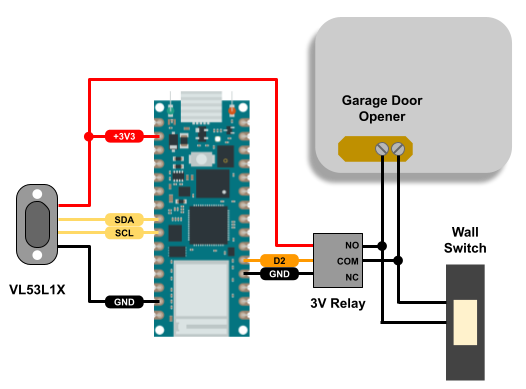 Garage Door
Opener
+3V3
SDA
SCL
VL53L1X
GND
D2
GND
NO
COM
NC
3V Relay
Wall
Switch